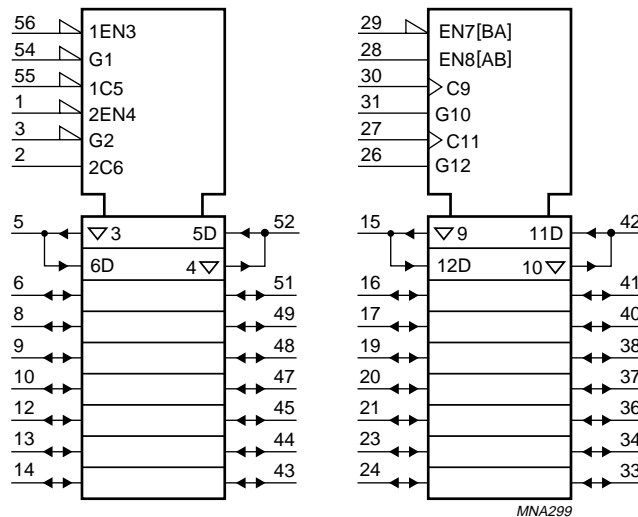 56 1EN3
54 G1
55 1C5
1 2EN4
3 G2
2 2C6
5 3 5D 52
6D 4
6 51
8 49
9 48
10 47
12 45
13 44
14 43
29 EN7[BA]
28 EN8[AB]
30 C9
31 G10
27 C11
26 G12
15 9 11D 42
12D 10
16 41
17 40
19 38
20 37
21 36
23 34
24 33
MNA299